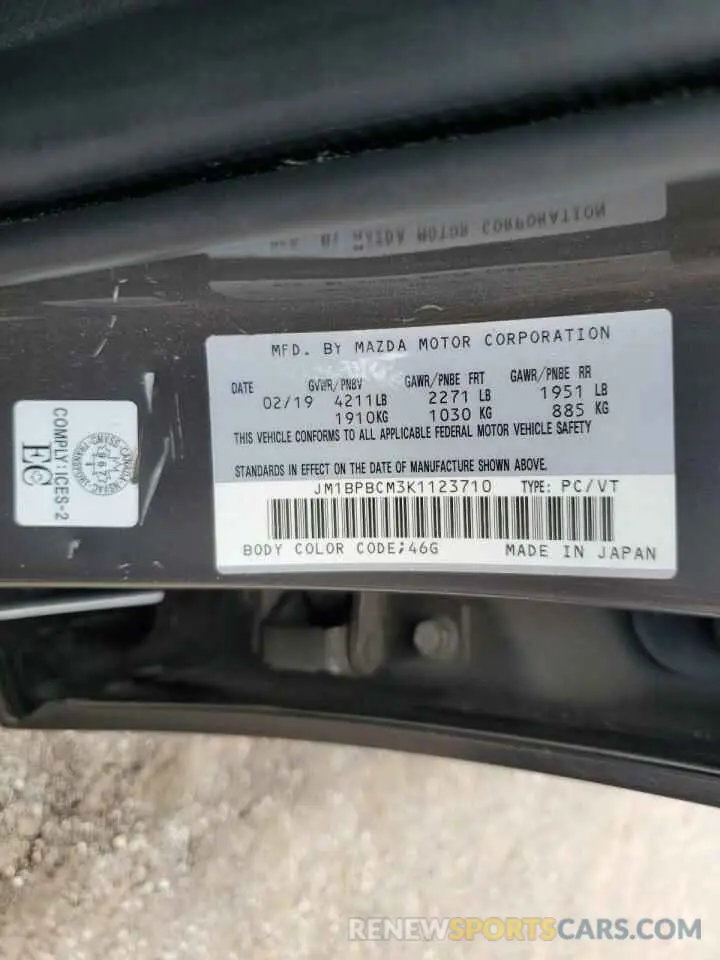 MFD. BY MAZDA MOTOR CORPORATION
DATE GVWR/PNBV GAWR/PNBE FRT GAWR/PNBE RR
02/19 4211LB 2271 LB 1951 LB
1910KG 1030 KG 885 KG
THIS VEHICLE CONFORMS TO ALL APPLICABLE FEDERAL MOTOR VEHICLE SAFETY
STANDARDS IN EFFECT ON THE DATE OF MANUFACTURE SHOWN ABOVE.
JM1BPBCM3K1123710 TYPE: PC/VT
BODY COLOR CODE;46G MADE IN JAPAN
COMPLY:ICES-2
EC
RENEWSPORTSCARS.COM